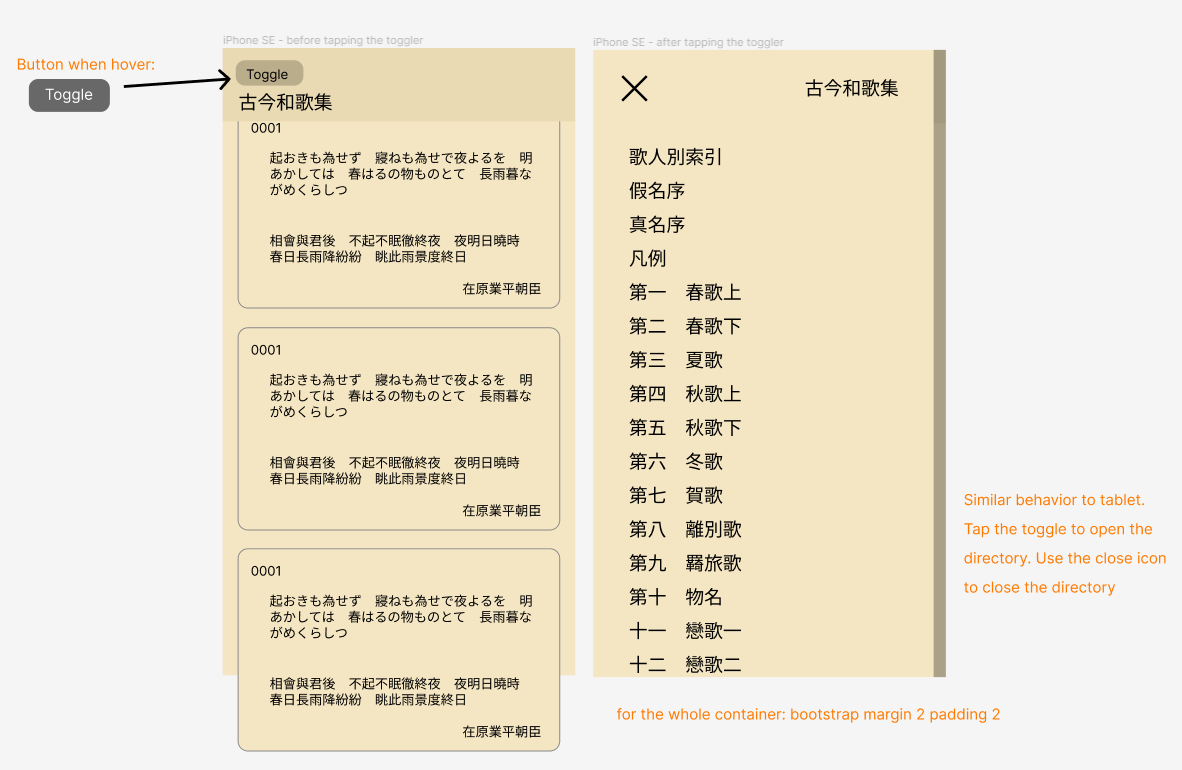 iPhone SE - before tapping the toggler
Button when hover:
Toggle
Toggle
古今和歌集
0001
起おきも為せず　寢ねも為せで夜よるを　明
あかしては　春はるの物ものとて　長雨暮な
がめくらしつ
相會與君後　不起不眠徹終夜　夜明日曉時
春日長雨降紛紛　眺此雨景度終日
在原業平朝臣
0001
起おきも為せず　寢ねも為せで夜よるを　明
あかしては　春はるの物ものとて　長雨暮な
がめくらしつ
相會與君後　不起不眠徹終夜　夜明日曉時
春日長雨降紛紛　眺此雨景度終日
在原業平朝臣
0001
起おきも為せず　寢ねも為せで夜よるを　明
あかしては　春はるの物ものとて　長雨暮な
がめくらしつ
相會與君後　不起不眠徹終夜　夜明日曉時
春日長雨降紛紛　眺此雨景度終日
在原業平朝臣
iPhone SE - after tapping the toggler
古今和歌集
歌人別索引
假名序
真名序
凡例
第一　春歌上
第二　春歌下
第三　夏歌
第四　秋歌上
第五　秋歌下
第六　冬歌
第七　賀歌
第八　離別歌
第九　羇旅歌
第十　物名
十一　戀歌一
十二　戀歌二
Similar behavior to tablet.
Tap the toggle to open the
directory. Use the close icon
to close the directory
for the whole container: bootstrap margin 2 padding 2